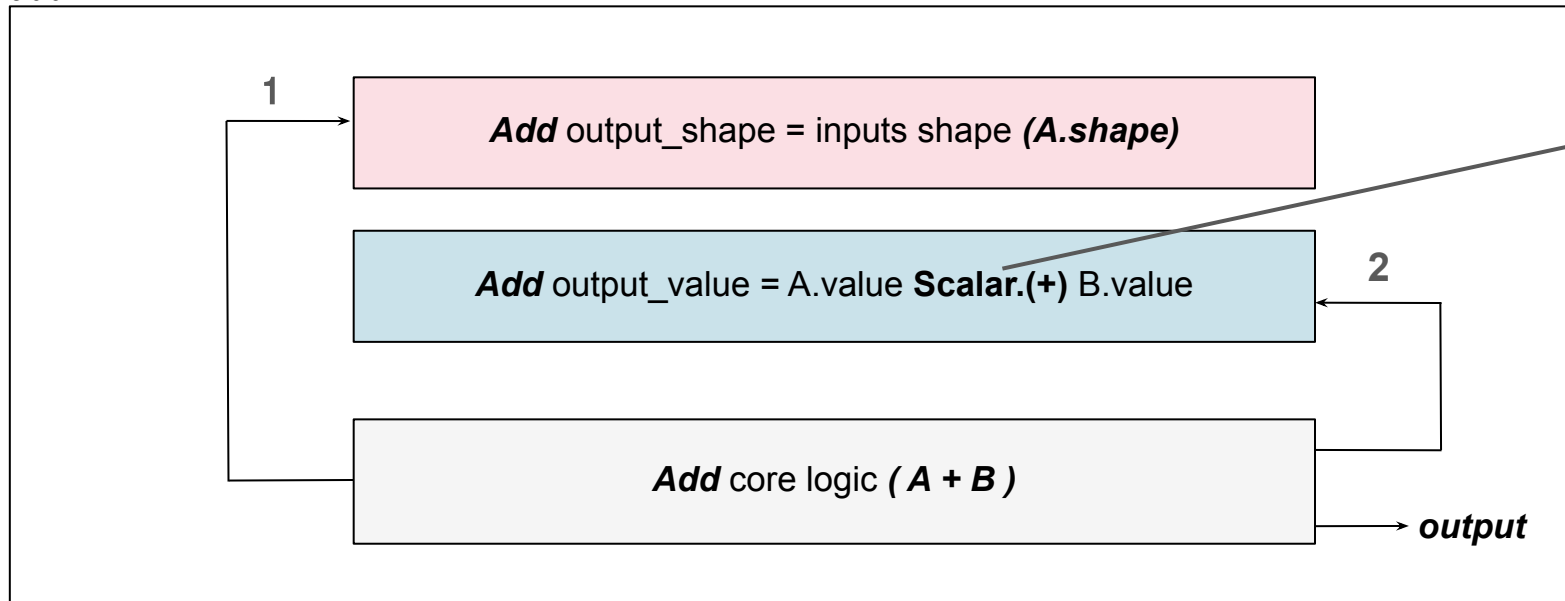 1
Add output_shape = inputs shape (A.shape)
Add output_value = A.value Scalar.(+) B.value
2
Add core logic ( A + B )
output